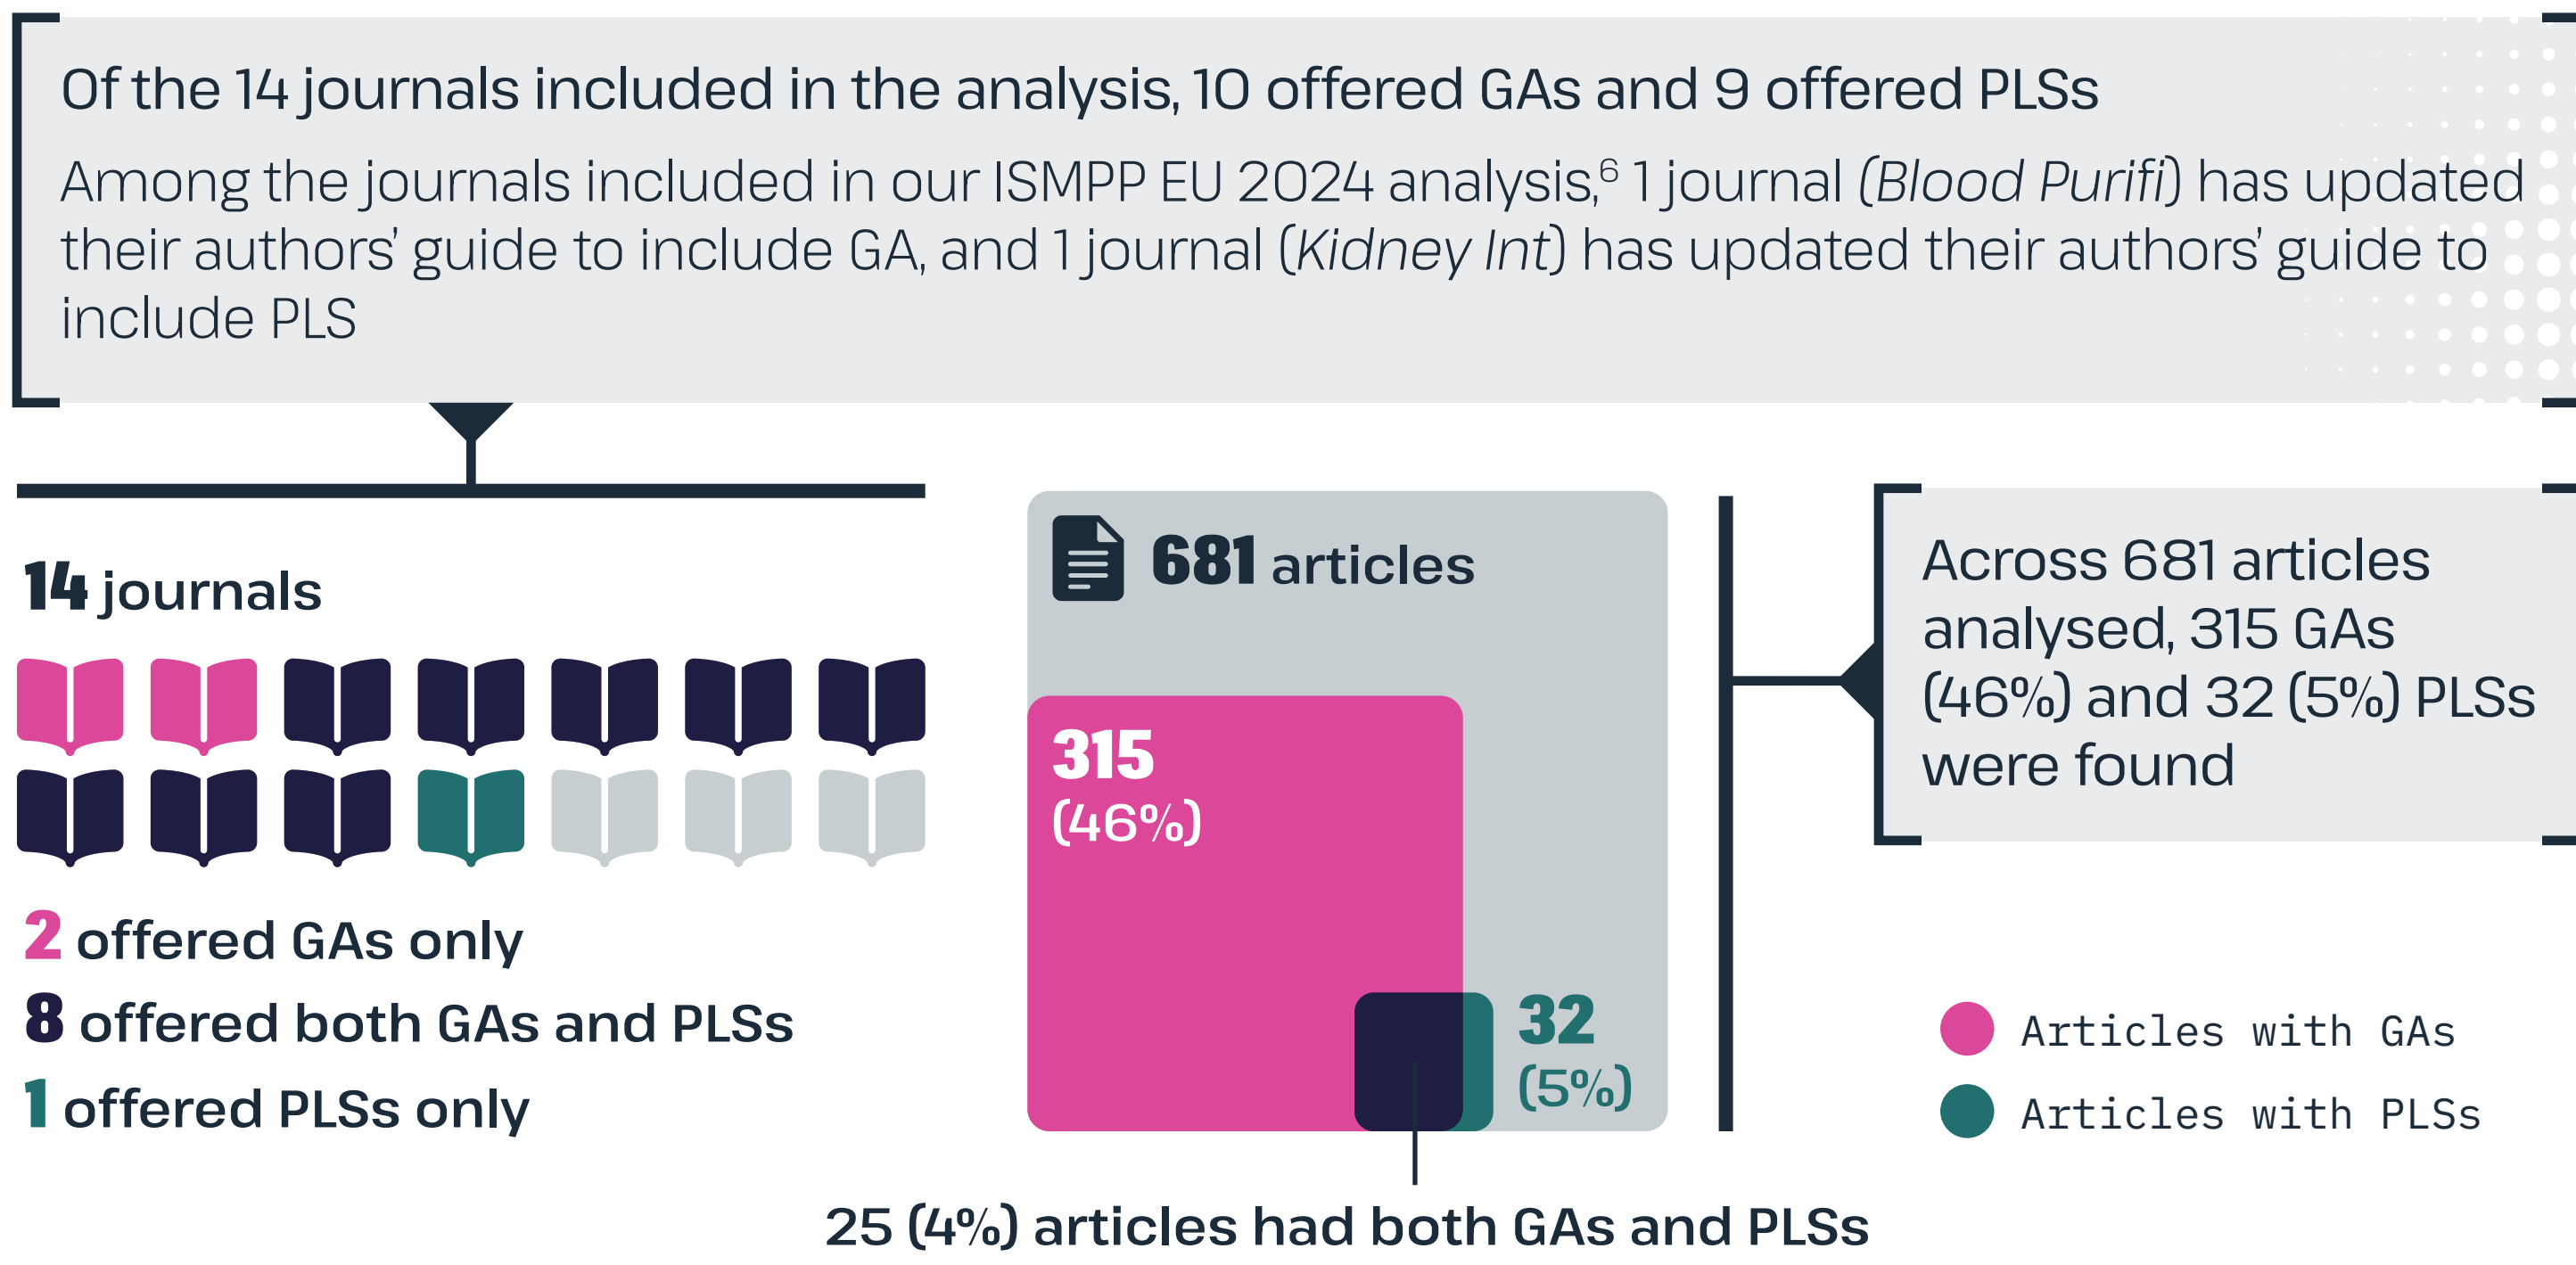 Of the 14 journals included in the analysis, 10 offered GAs and 9 offered PLSs
Among the journals included in our ISMPP EU 2024 analysis,⁶ 1 journal (Blood Purifi) has updated
their authors’ guide to include GA, and 1 journal (Kidney Int) has updated their authors’ guide to
include PLS
14 journals
2 offered GAs only
8 offered both GAs and PLSs
1 offered PLSs only
681 articles
315
(46%)
32
(5%)
25 (4%) articles had both GAs and PLSs
Across 681 articles
analysed, 315 GAs
(46%) and 32 (5%) PLSs
were found
Articles with GAs
Articles with PLSs